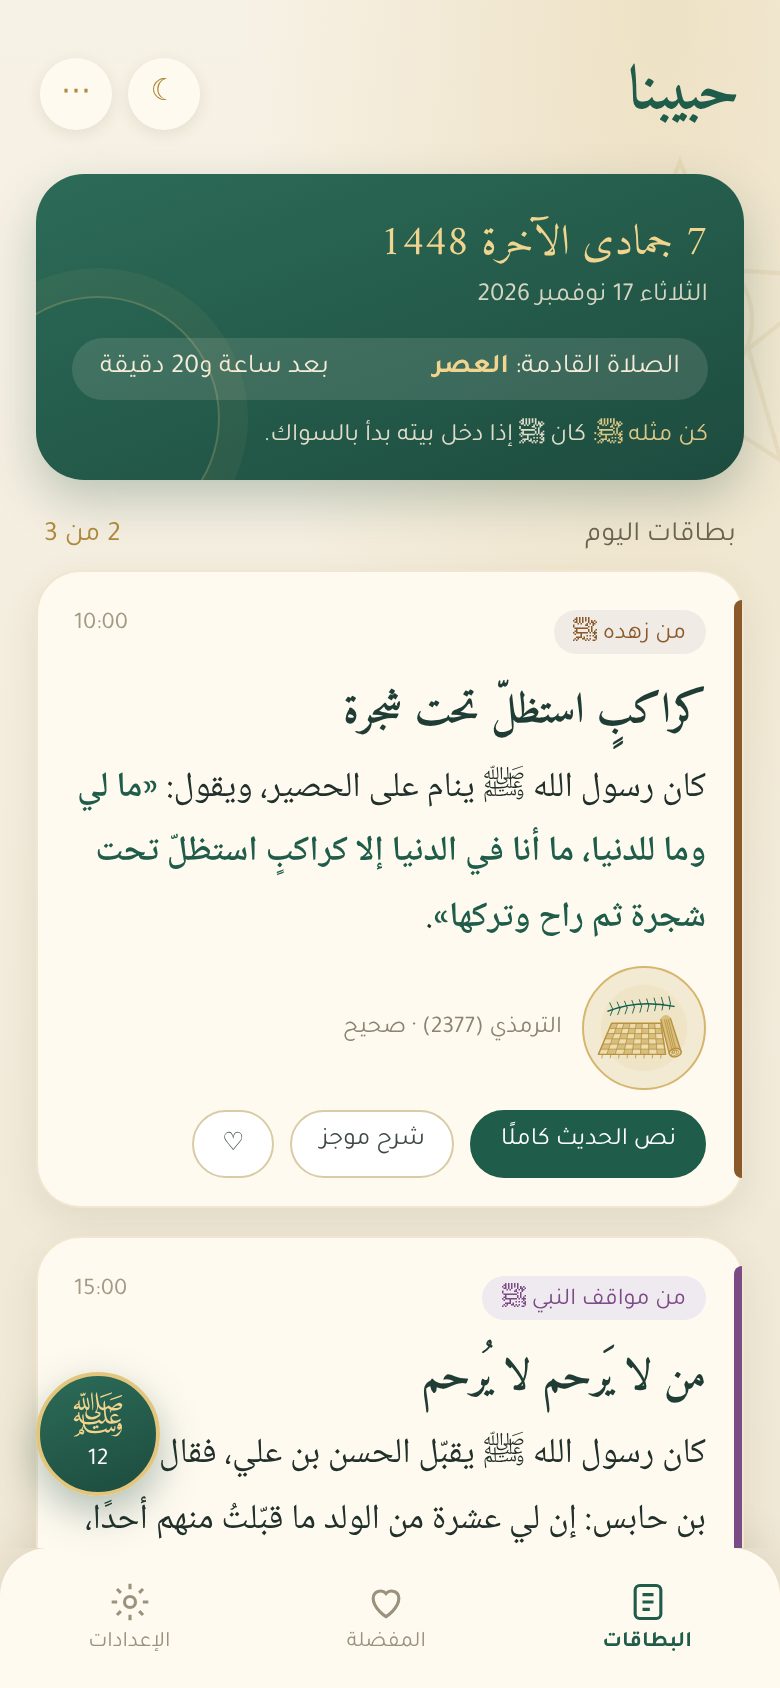 حبيبنا
7 جمادى الآخرة 1448
الثلاثاء 17 نوفمبر 2026
الصلاة القادمة: العصر بعد ساعة و20 دقيقة
كن مثله ﷺ: كان ﷺ إذا دخل بيته بدأ بالسواك.
بطاقات اليوم 2 من 3
من زهده ﷺ 10:00
كراكبٍ استظلّ تحت شجرة
كان رسول الله ﷺ ينام على الحصير، ويقول: «ما لي
وما للدنيا، ما أنا في الدنيا إلا كراكبٍ استظلّ تحت
شجرة ثم راح وتركها».
الترمذي (2377) · صحيح
نص الحديث كاملًا شرح موجز
من مواقف النبي ﷺ 15:00
من لا يَرحم لا يُرحم
كان رسول الله ﷺ يقبّل الحسن بن علي، فقال
بن حابس: إن لي عشرة من الولد ما قبّلتُ منهم أحدًا،
ﷺ
12
البطاقات المفضلة الإعدادات